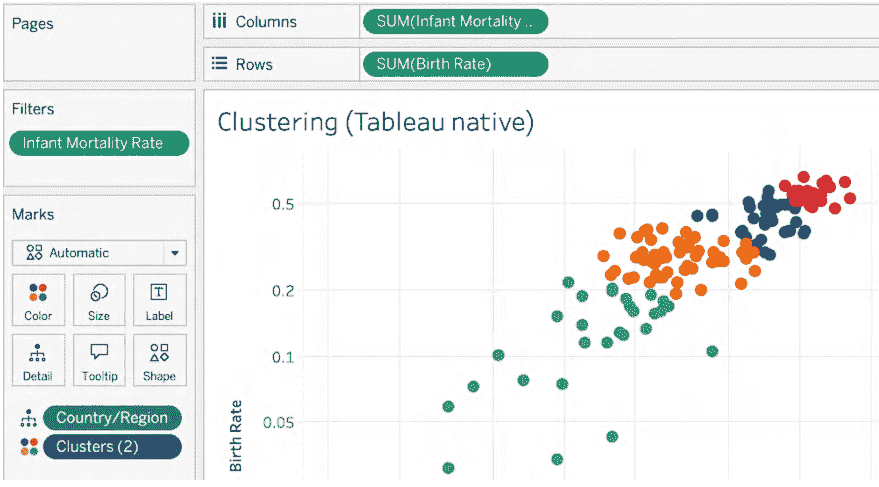 Pages
Columns
SUM(Infant Mortality ..
Rows
SUM(Birth Rate)
Filters
Infant Mortality Rate
Clustering (Tableau native)
Marks
Automatic
Color
Size
Label
Detail
Tooltip
Shape
Country/Region
Clusters (2)
0.5
0.2
0.1
0.05
Birth Rate